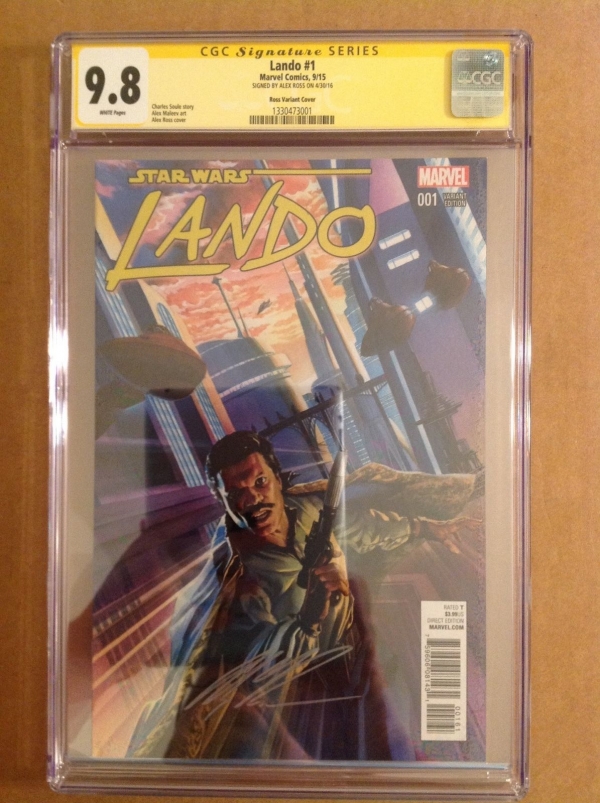 CGC Signature SERIES
9.8
WHITE Pages
Lando #1
Marvel Comics, 9/15
SIGNED BY ALEX ROSS ON 4/30/16
Ross Variant Cover
Charles Soule story
Alex Maleev art
Alex Ross cover
1330473001
CGC
STAR WARS
LANDO
MARVEL
001 VARIANT EDITION
RATED T
$3.99US
DIRECT EDITION
MARVEL.COM
00181